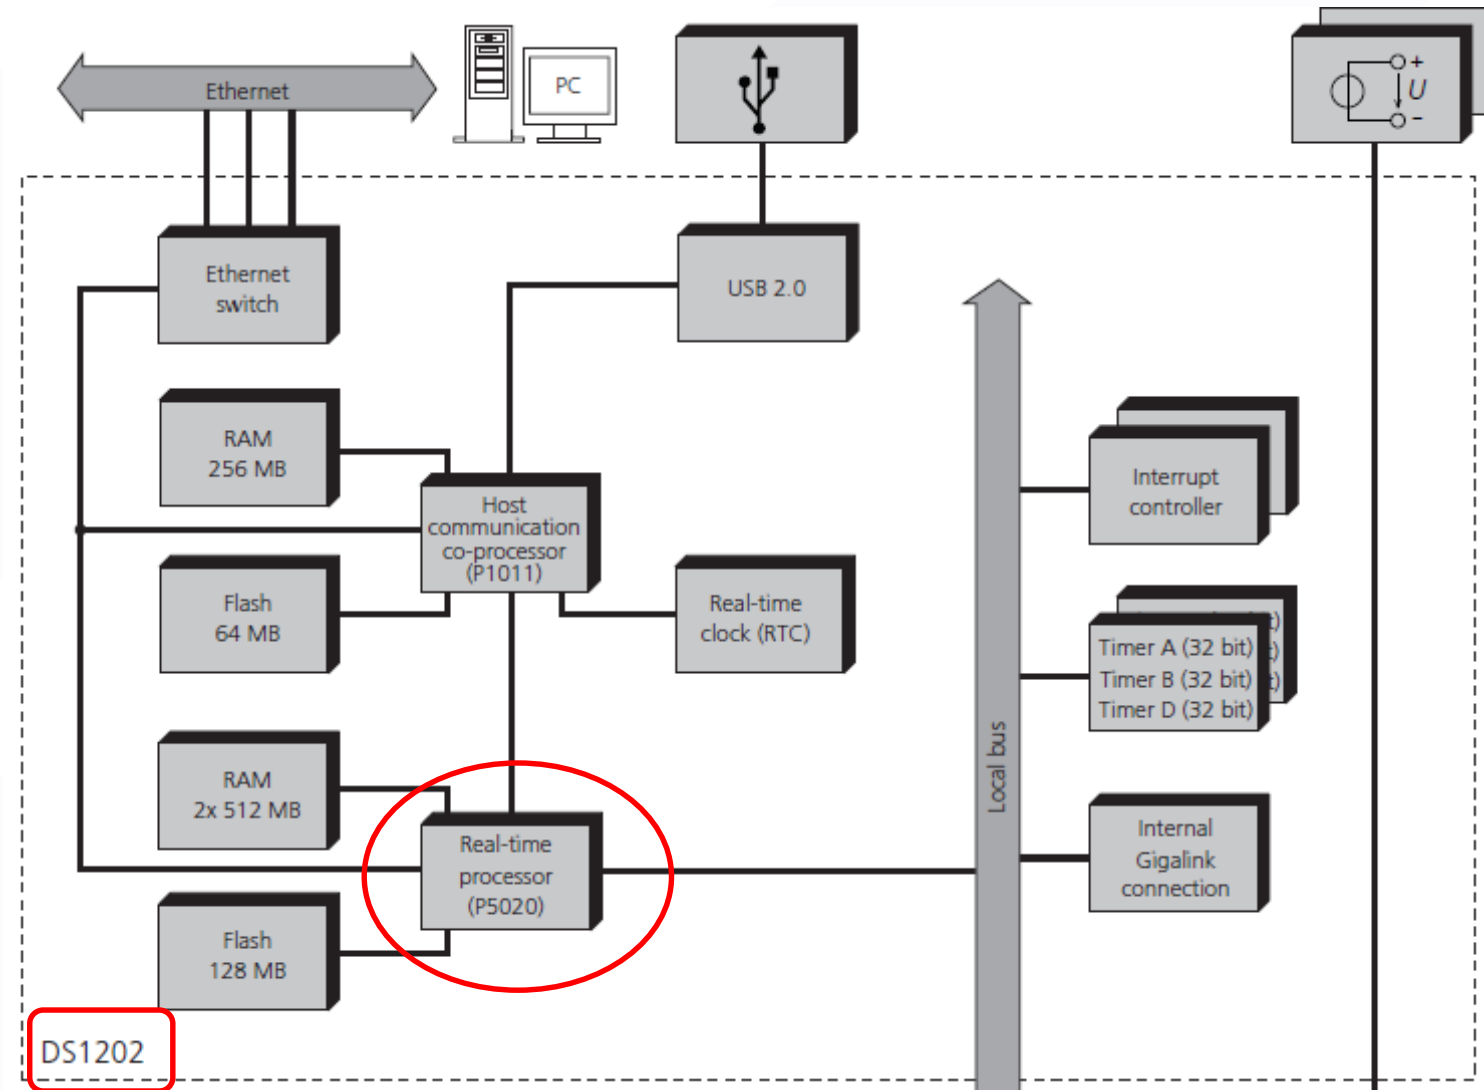 Ethernet
PC
+
U
−
Ethernet
switch
USB 2.0
RAM
256 MB
Host
communication
co-processor
(P1011)
Interrupt
controller
Flash
64 MB
Real-time
clock (RTC)
Timer A (32 bit)
Timer B (32 bit)
Timer D (32 bit)
t)
t)
t)
Local bus
RAM
2x 512 MB
Real-time
processor
(P5020)
Internal
Gigalink
connection
Flash
128 MB
DS1202